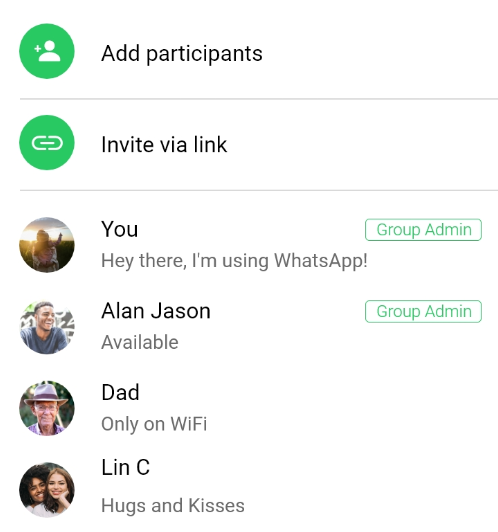 Add participants
Invite via link
You Group Admin
Hey there, I'm using WhatsApp!
Alan Jason Group Admin
Available
Dad
Only on WiFi
Lin C
Hugs and Kisses